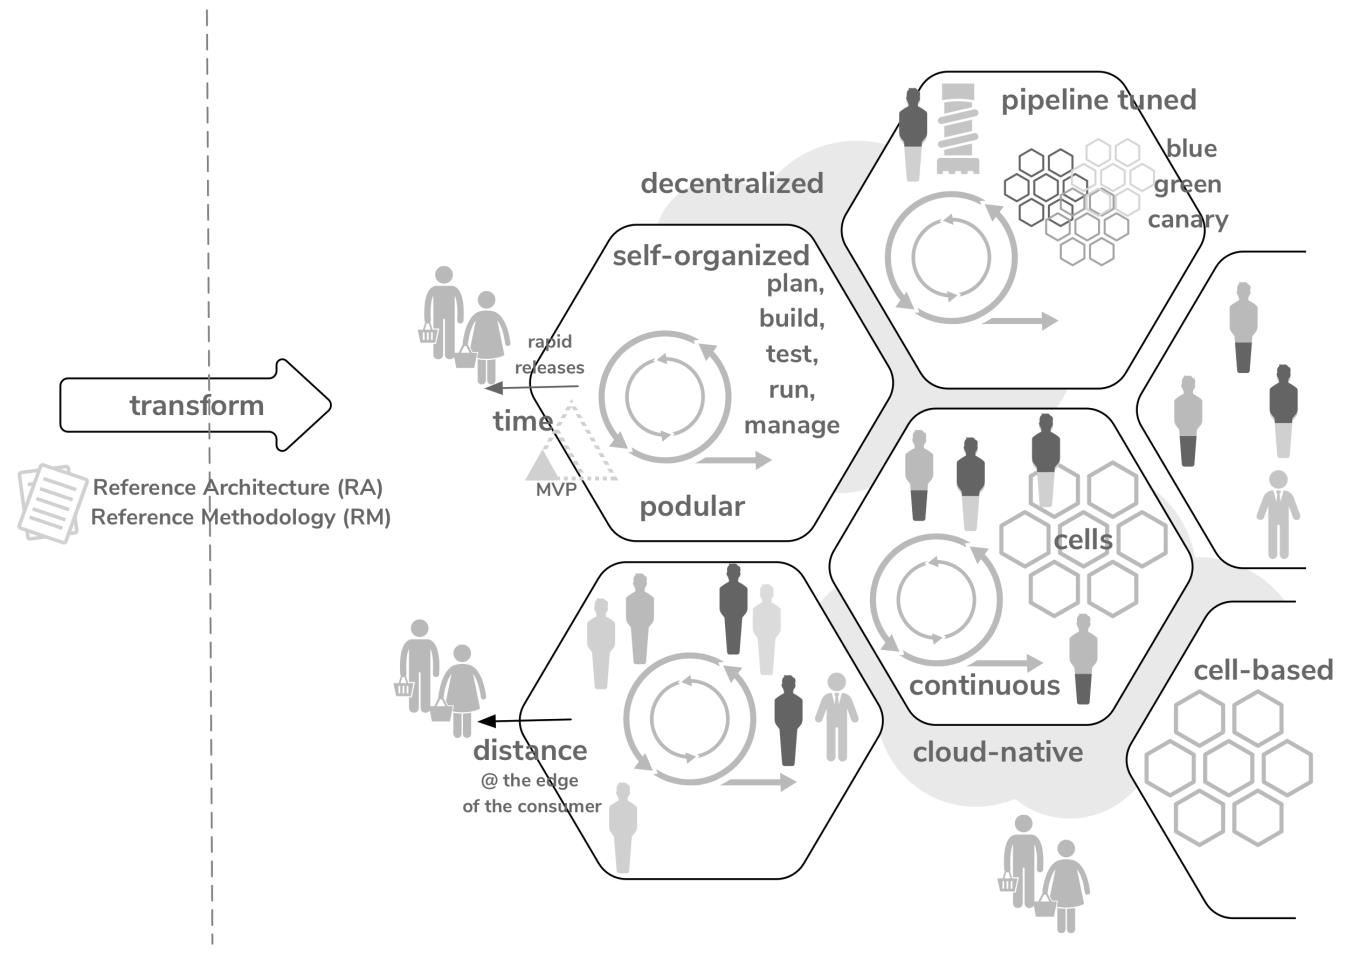 pipeline tuned
blue
green
canary
decentralized
self-organized
plan,
build,
test,
run,
manage
rapid
releases
time
MVP
podular
transform
Reference Architecture (RA)
Reference Methodology (RM)
cells
continuous
cloud-native
cell-based
distance
@ the edge
of the consumer